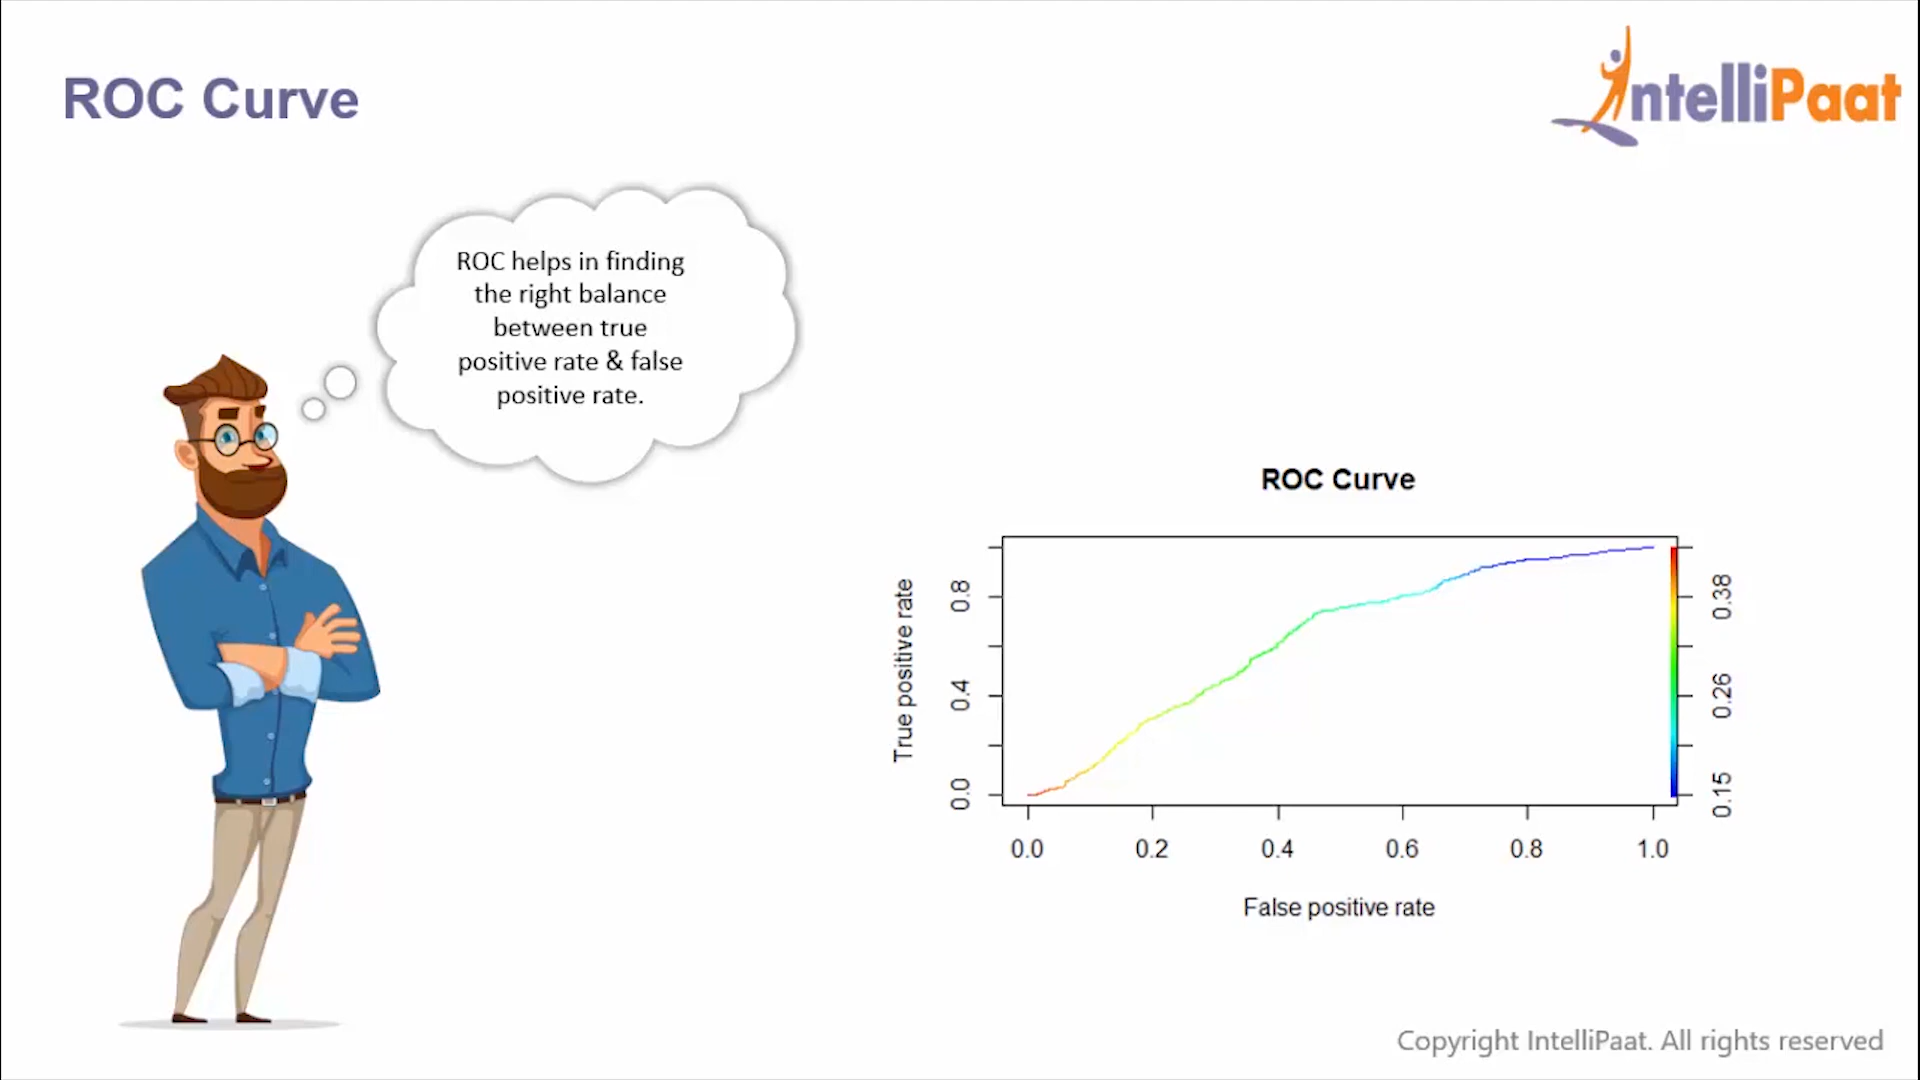 ROC Curve
IntelliPaat
ROC helps in finding
the right balance
between true
positive rate & false
positive rate.
ROC Curve
True positive rate
0.0 0.4 0.8
0.38
0.26
0.15
0.0 0.2 0.4 0.6 0.8 1.0
False positive rate
Copyright IntelliPaat. All rights reserved